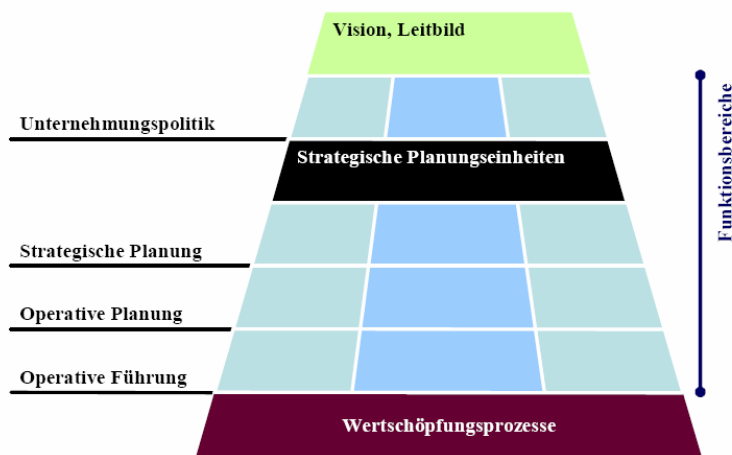 Vision, Leitbild
Unternehmungspolitik
Strategische Planungseinheiten
Strategische Planung
Operative Planung
Operative Führung
Wertschöpfungsprozesse
Funktionsbereiche